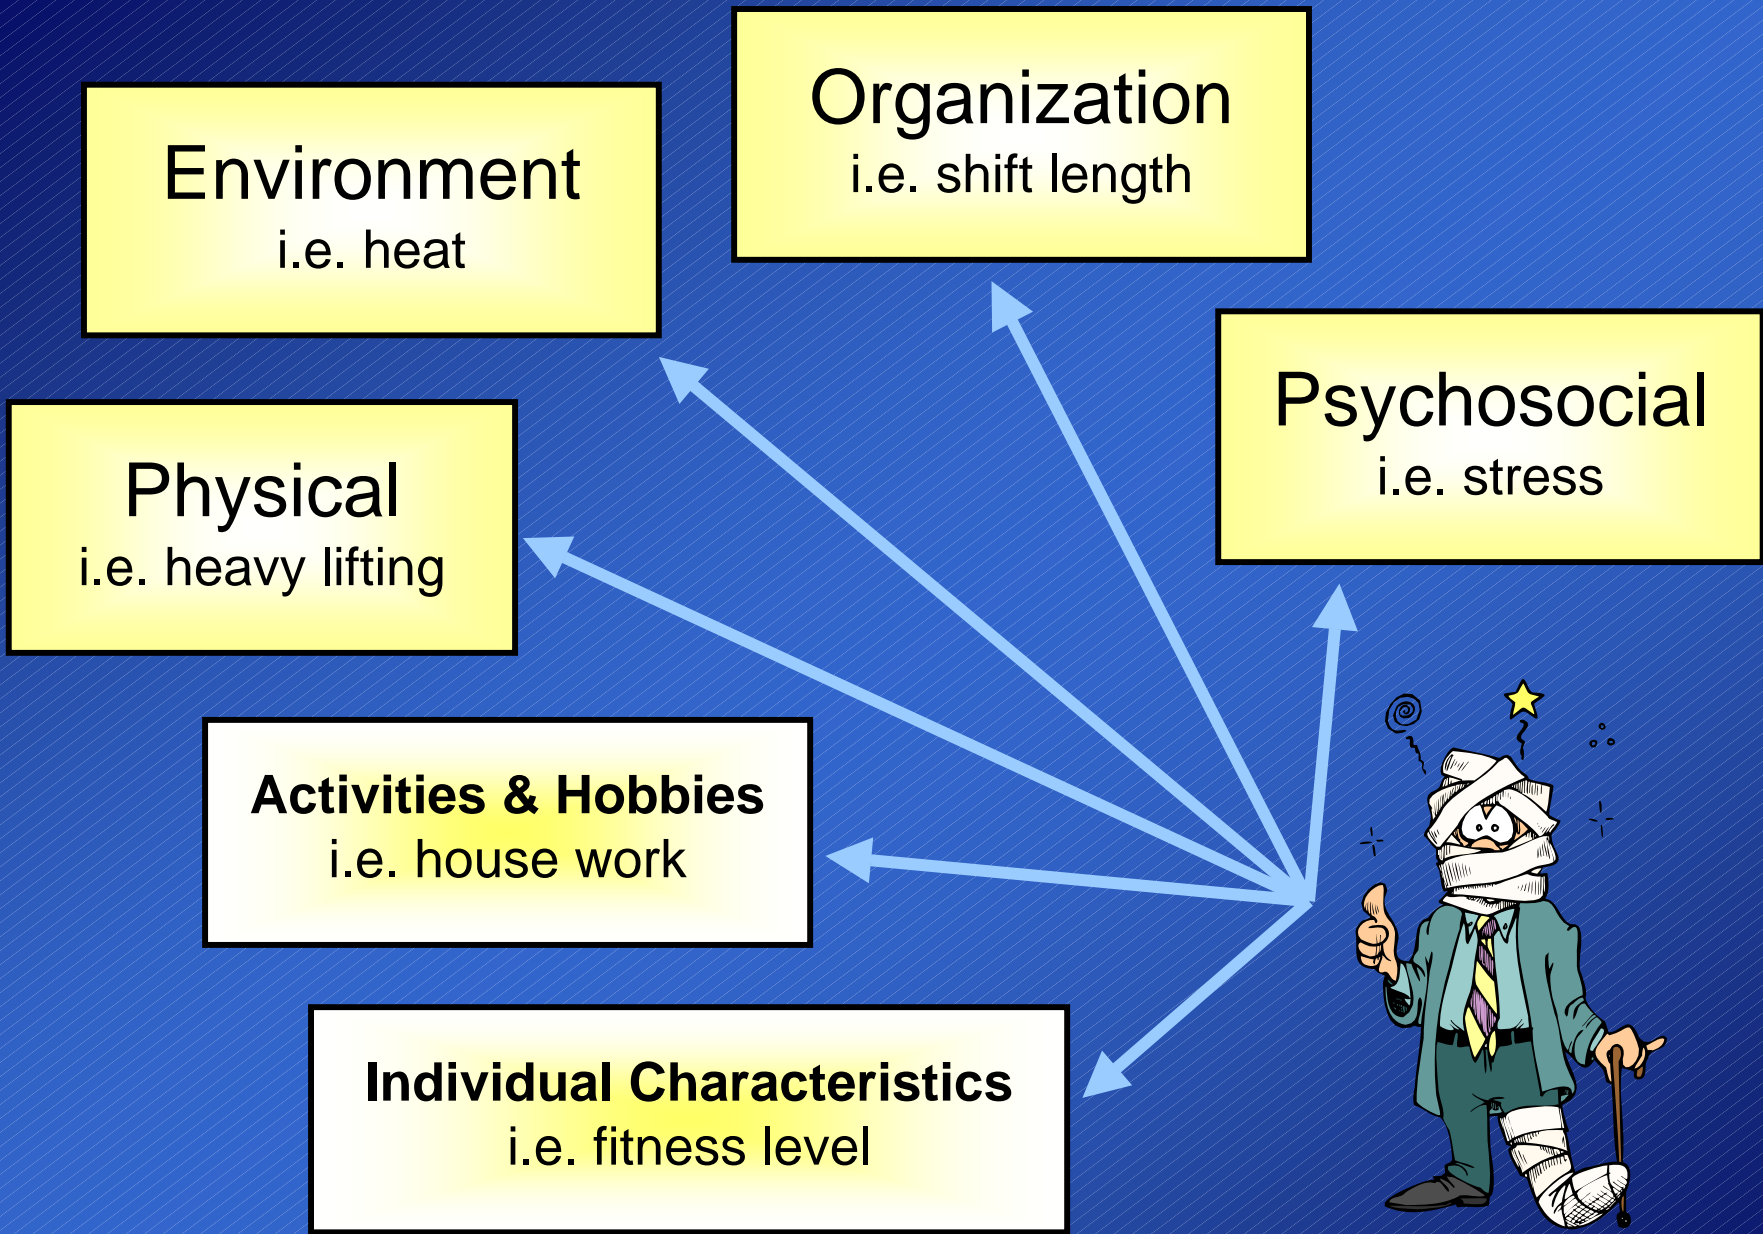 Organization
i.e. shift length
Environment
i.e. heat
Psychosocial
i.e. stress
Physical
i.e. heavy lifting
Activities & Hobbies
i.e. house work
Individual Characteristics
i.e. fitness level